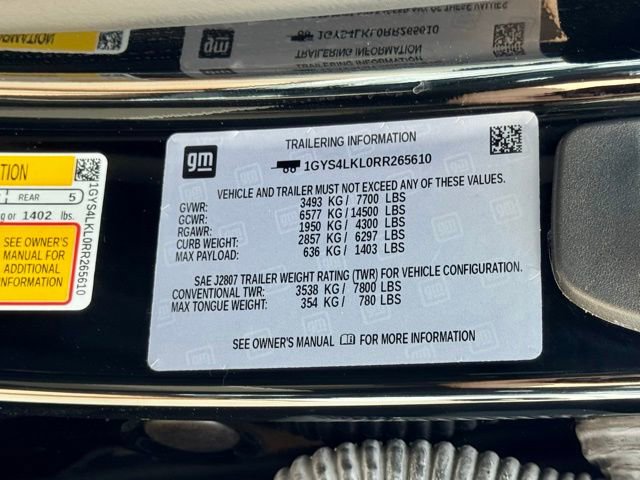 TRAILERING INFORMATION
1GYS4LKL0RR265610
gm
TION
REAR 5
g or 1402 lbs.
SEE OWNER'S
MANUAL FOR
ADDITIONAL
INFORMATION
1GYS4LKL0RR265610
gm
TRAILERING INFORMATION
1GYS4LKL0RR265610
VEHICLE AND TRAILER MUST NOT EXCEED ANY OF THESE VALUES.
GVWR: 3493 KG/ 7700 LBS
GCWR: 6577 KG/14500 LBS
RGAWR: 1950 KG/ 4300 LBS
CURB WEIGHT: 2857 KG/ 6297 LBS
MAX PAYLOAD: 636 KG/ 1403 LBS
SAE J2807 TRAILER WEIGHT RATING (TWR) FOR VEHICLE CONFIGURATION.
CONVENTIONAL TWR: 3538 KG/ 7800 LBS
MAX TONGUE WEIGHT: 354 KG/ 780 LBS
SEE OWNER'S MANUAL FOR MORE INFORMATION